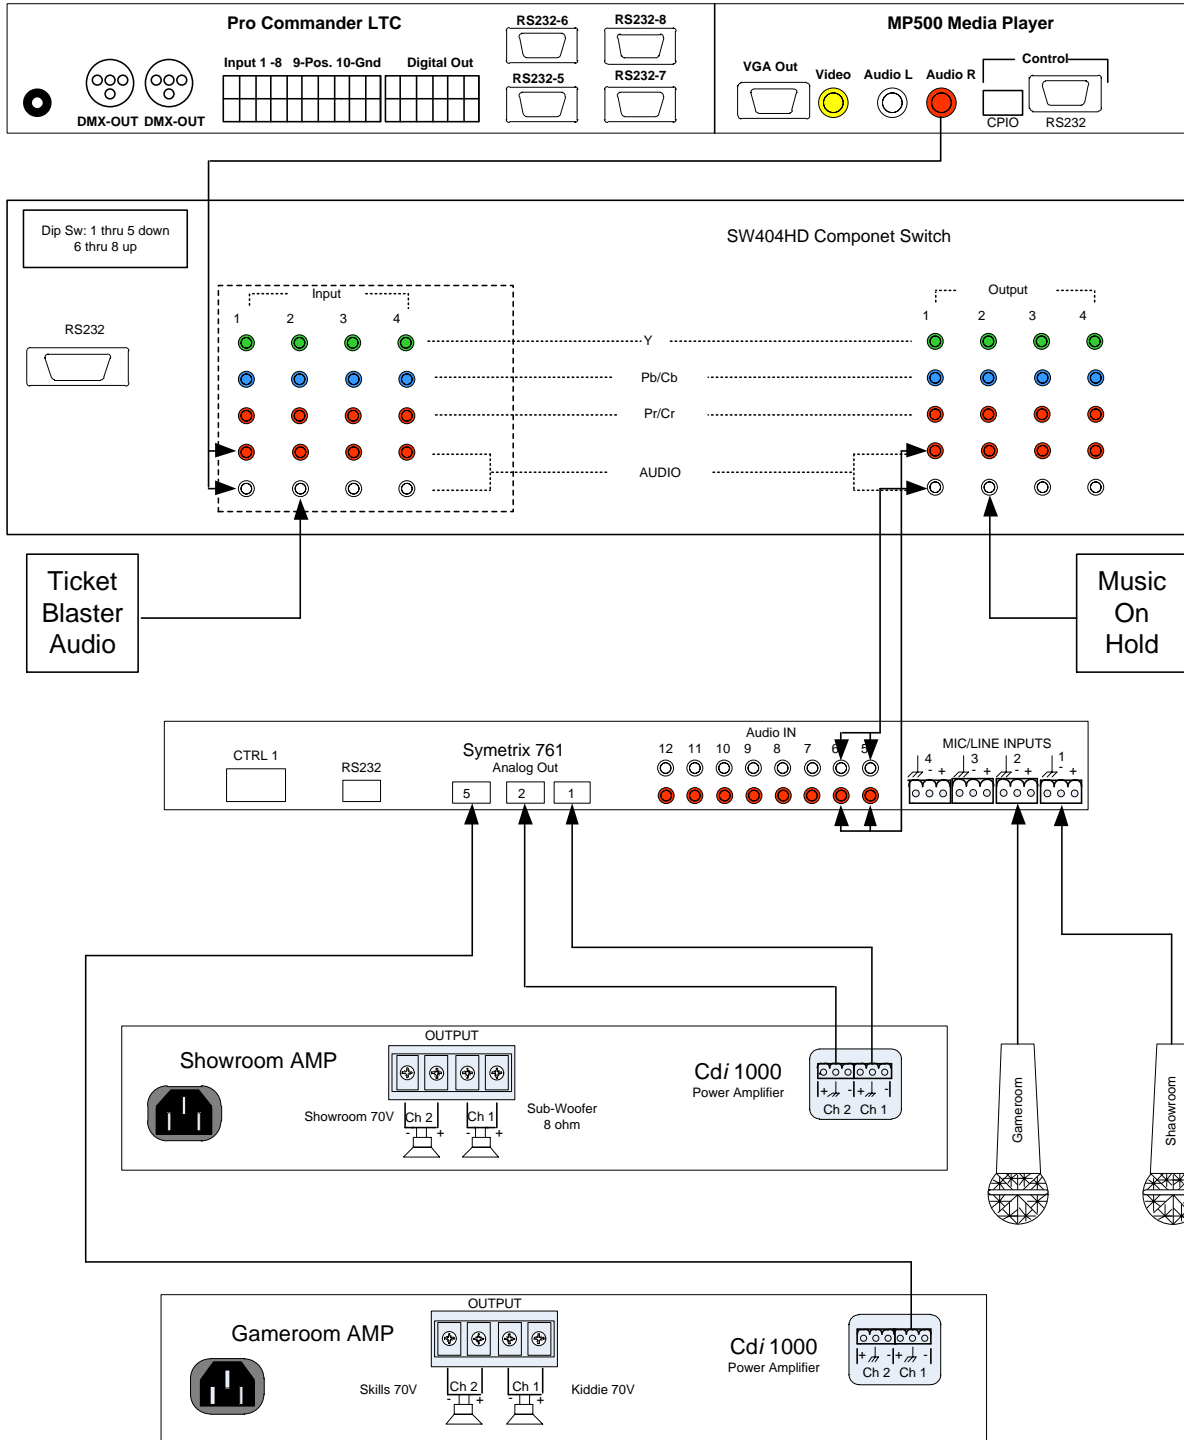 Pro Commander LTC
RS232-6
RS232-8
MP500 Media Player
Input 1 -8 9-Pos. 10-Gnd Digital Out
RS232-5
RS232-7
VGA Out
Video
Audio L
Audio R
Control
DMX-OUT DMX-OUT
CPIO
RS232
Dip Sw: 1 thru 5 down
6 thru 8 up
SW404HD Componet Switch
Input
Output
1 2 3 4
1 2 3 4
RS232
Y
Pb/Cb
Pr/Cr
AUDIO
Ticket
Blaster
Audio
Music
On
Hold
Audio IN
CTRL 1
RS232
Symetrix 761
Analog Out
5 2 1
12 11 10 9 8 7 6 5
MIC/LINE INPUTS
4 3 2 1
- + - + - + - +
OUTPUT
Showroom AMP
Showroom 70V
Ch 2
Ch 1
- + - +
Sub-Woofer
8 ohm
Cdi 1000
Power Amplifier
+ - + -
Ch 2 Ch 1
Gameroom
Shaowroom
OUTPUT
Gameroom AMP
Skills 70V
Ch 2
Ch 1
- + - +
Kiddie 70V
Cdi 1000
Power Amplifier
+ - + -
Ch 2 Ch 1